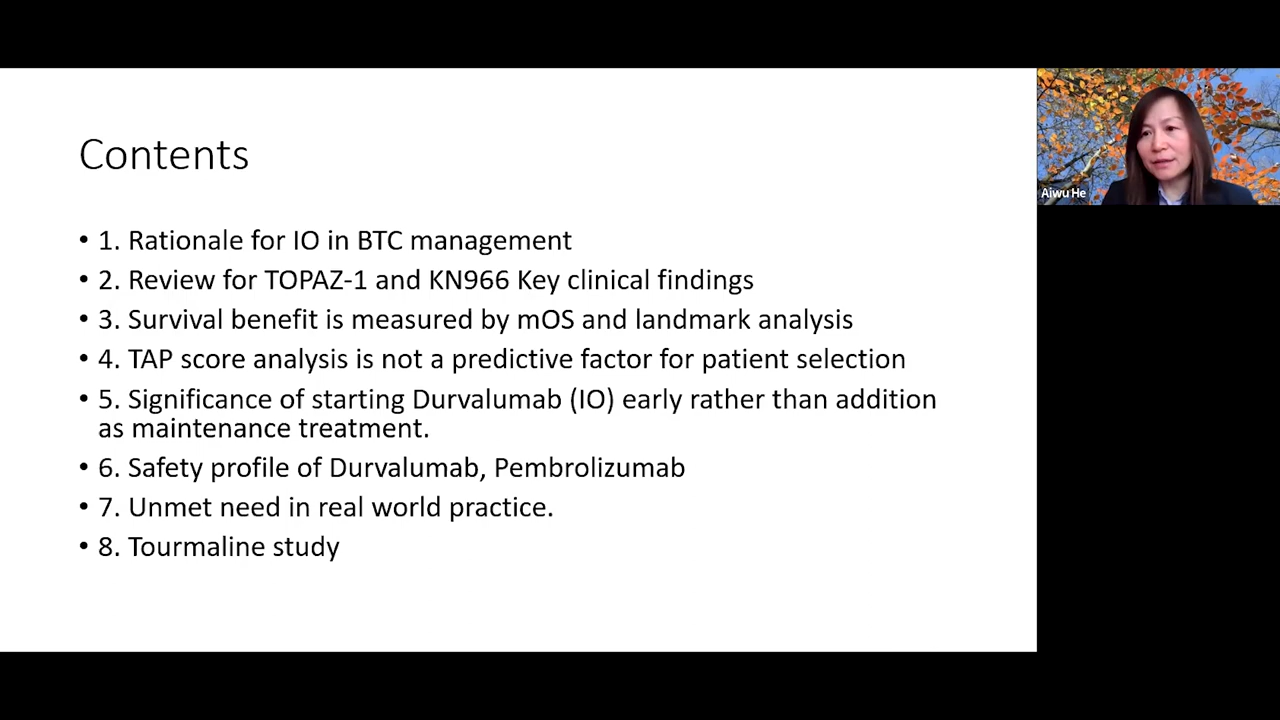 Contents
• 1. Rationale for IO in BTC management
• 2. Review for TOPAZ-1 and KN966 Key clinical findings
• 3. Survival benefit is measured by mOS and landmark analysis
• 4. TAP score analysis is not a predictive factor for patient selection
• 5. Significance of starting Durvalumab (IO) early rather than addition
as maintenance treatment.
• 6. Safety profile of Durvalumab, Pembrolizumab
• 7. Unmet need in real world practice.
• 8. Tourmaline study
Aiwu He